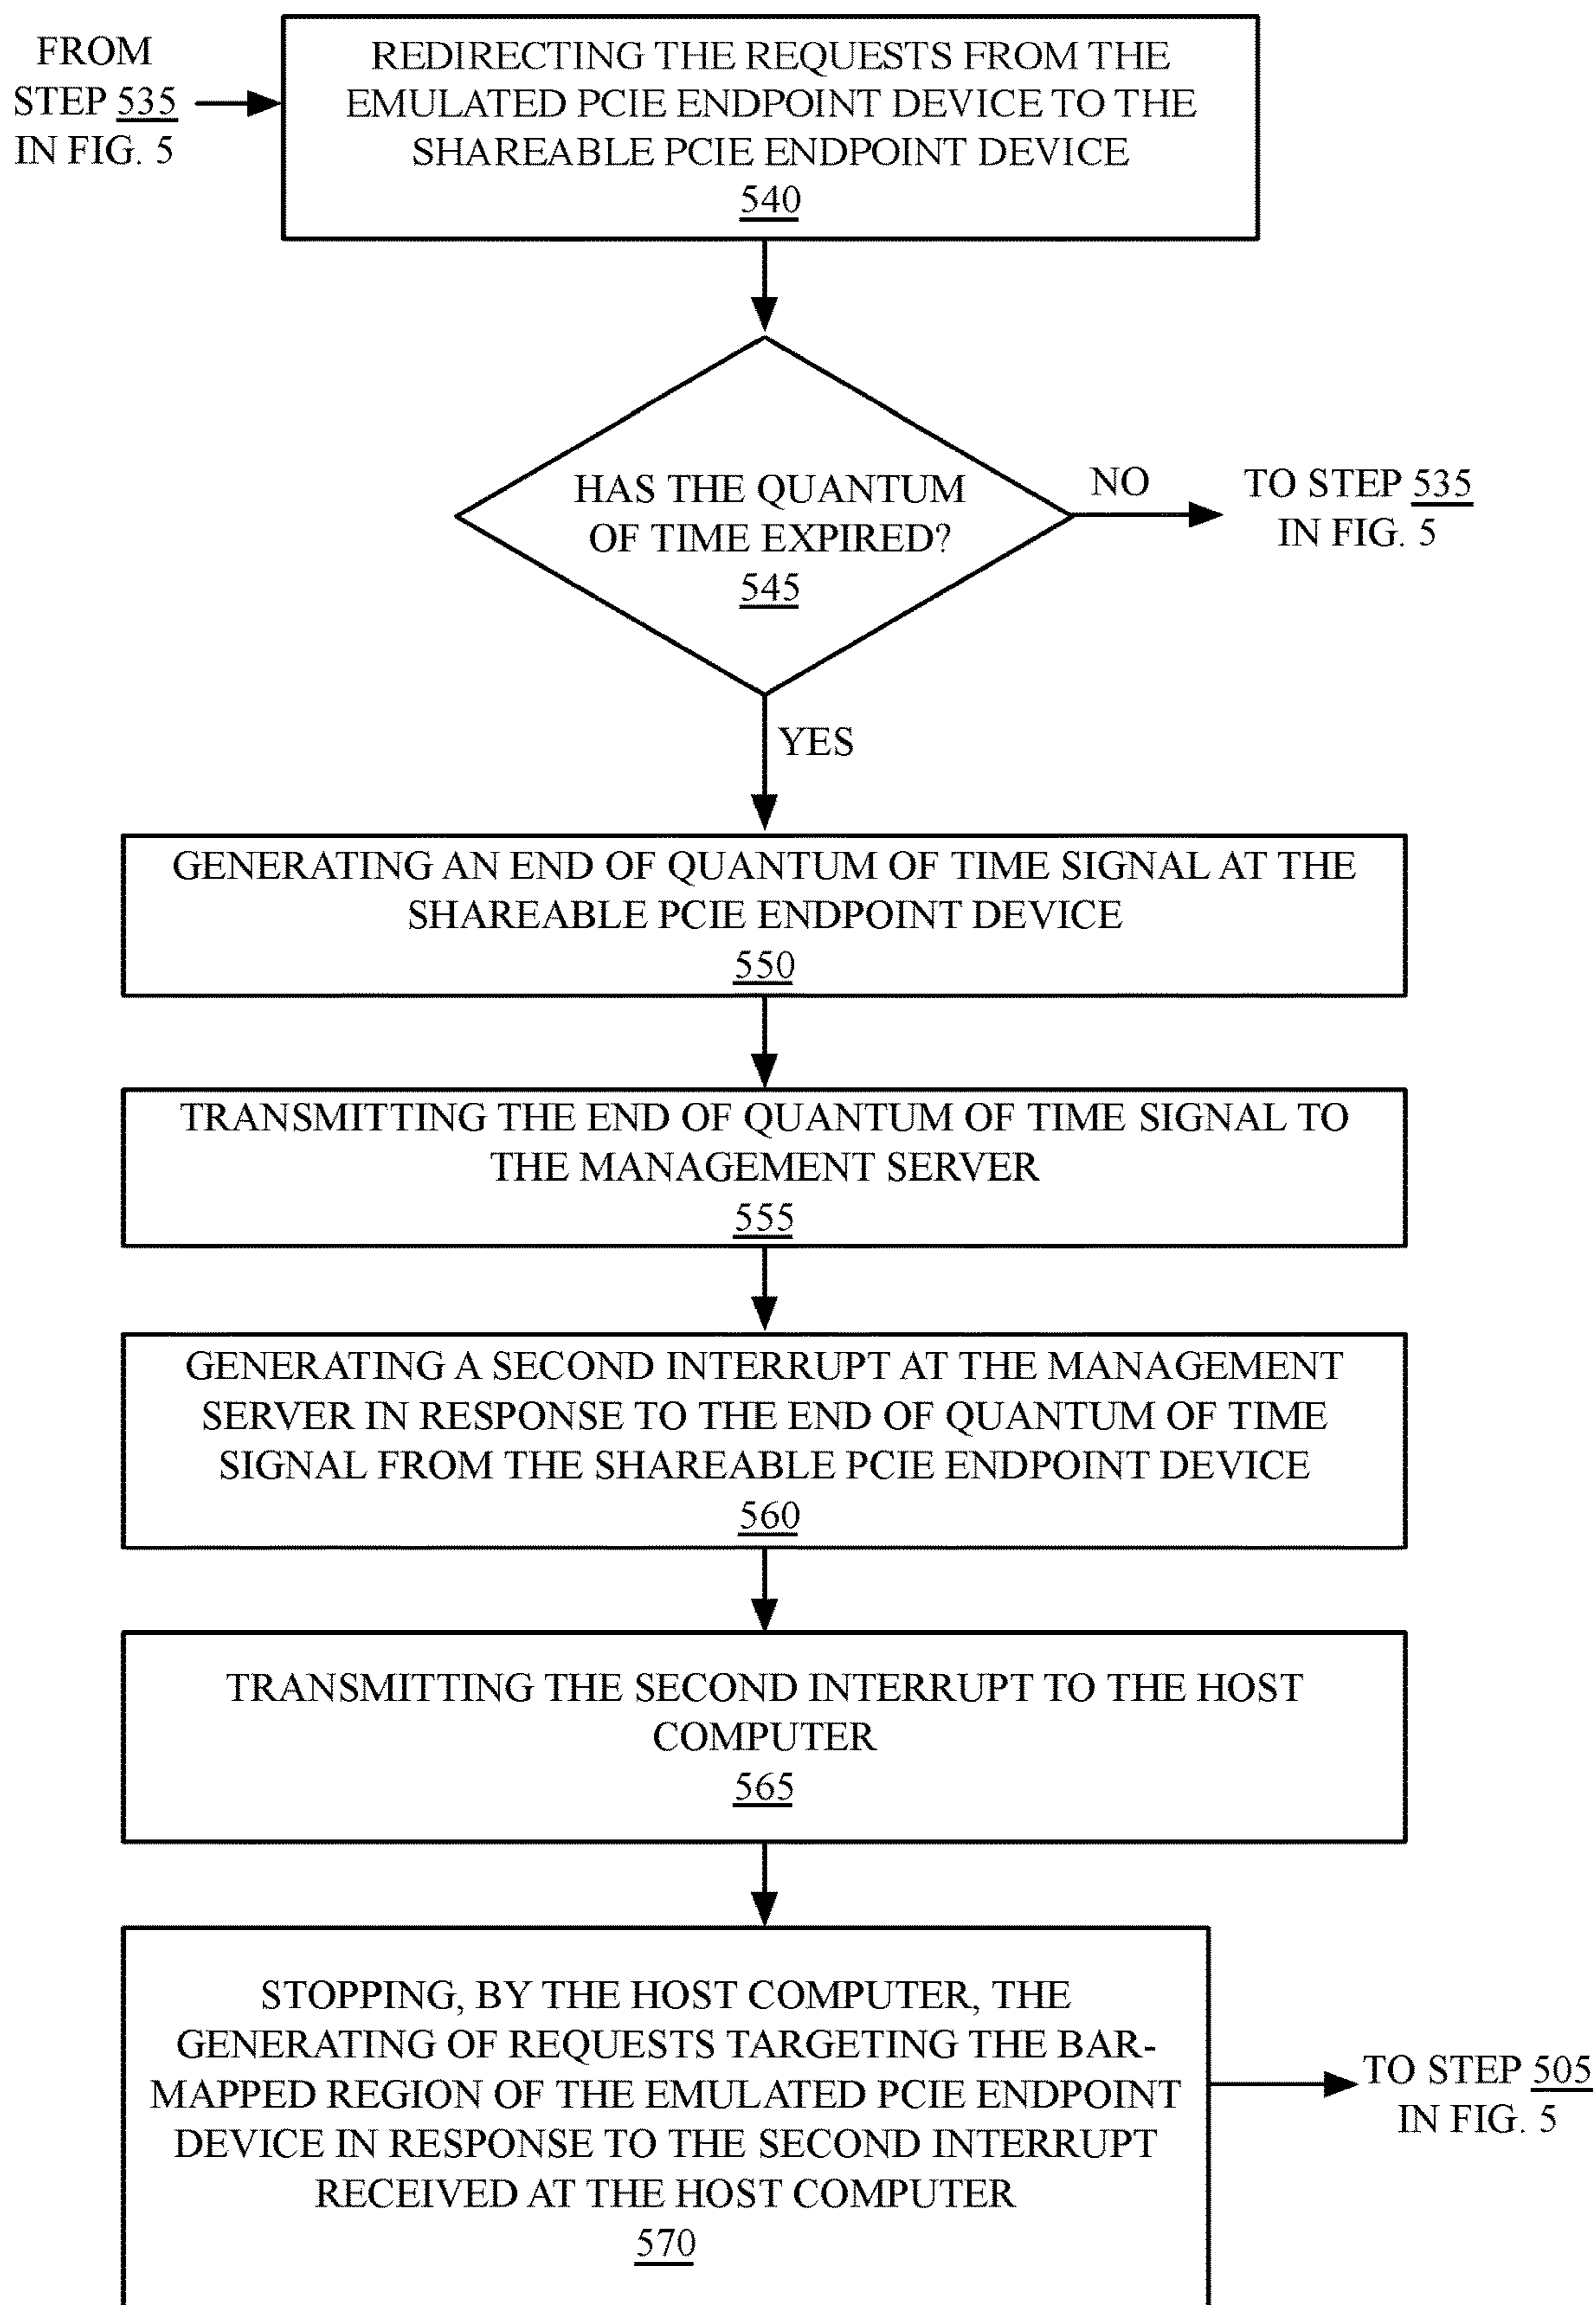 FROM
STEP 535
IN FIG. 5
REDIRECTING THE REQUESTS FROM THE
EMULATED PCIE ENDPOINT DEVICE TO THE
SHAREABLE PCIE ENDPOINT DEVICE
540
HAS THE QUANTUM
OF TIME EXPIRED?
545
NO
TO STEP 535
IN FIG. 5
YES
GENERATING AN END OF QUANTUM OF TIME SIGNAL AT THE
SHAREABLE PCIE ENDPOINT DEVICE
550
TRANSMITTING THE END OF QUANTUM OF TIME SIGNAL TO
THE MANAGEMENT SERVER
555
GENERATING A SECOND INTERRUPT AT THE MANAGEMENT
SERVER IN RESPONSE TO THE END OF QUANTUM OF TIME
SIGNAL FROM THE SHAREABLE PCIE ENDPOINT DEVICE
560
TRANSMITTING THE SECOND INTERRUPT TO THE HOST
COMPUTER
565
STOPPING, BY THE HOST COMPUTER, THE
GENERATING OF REQUESTS TARGETING THE BAR-
MAPPED REGION OF THE EMULATED PCIE ENDPOINT
DEVICE IN RESPONSE TO THE SECOND INTERRUPT
RECEIVED AT THE HOST COMPUTER
570
TO STEP 505
IN FIG. 5